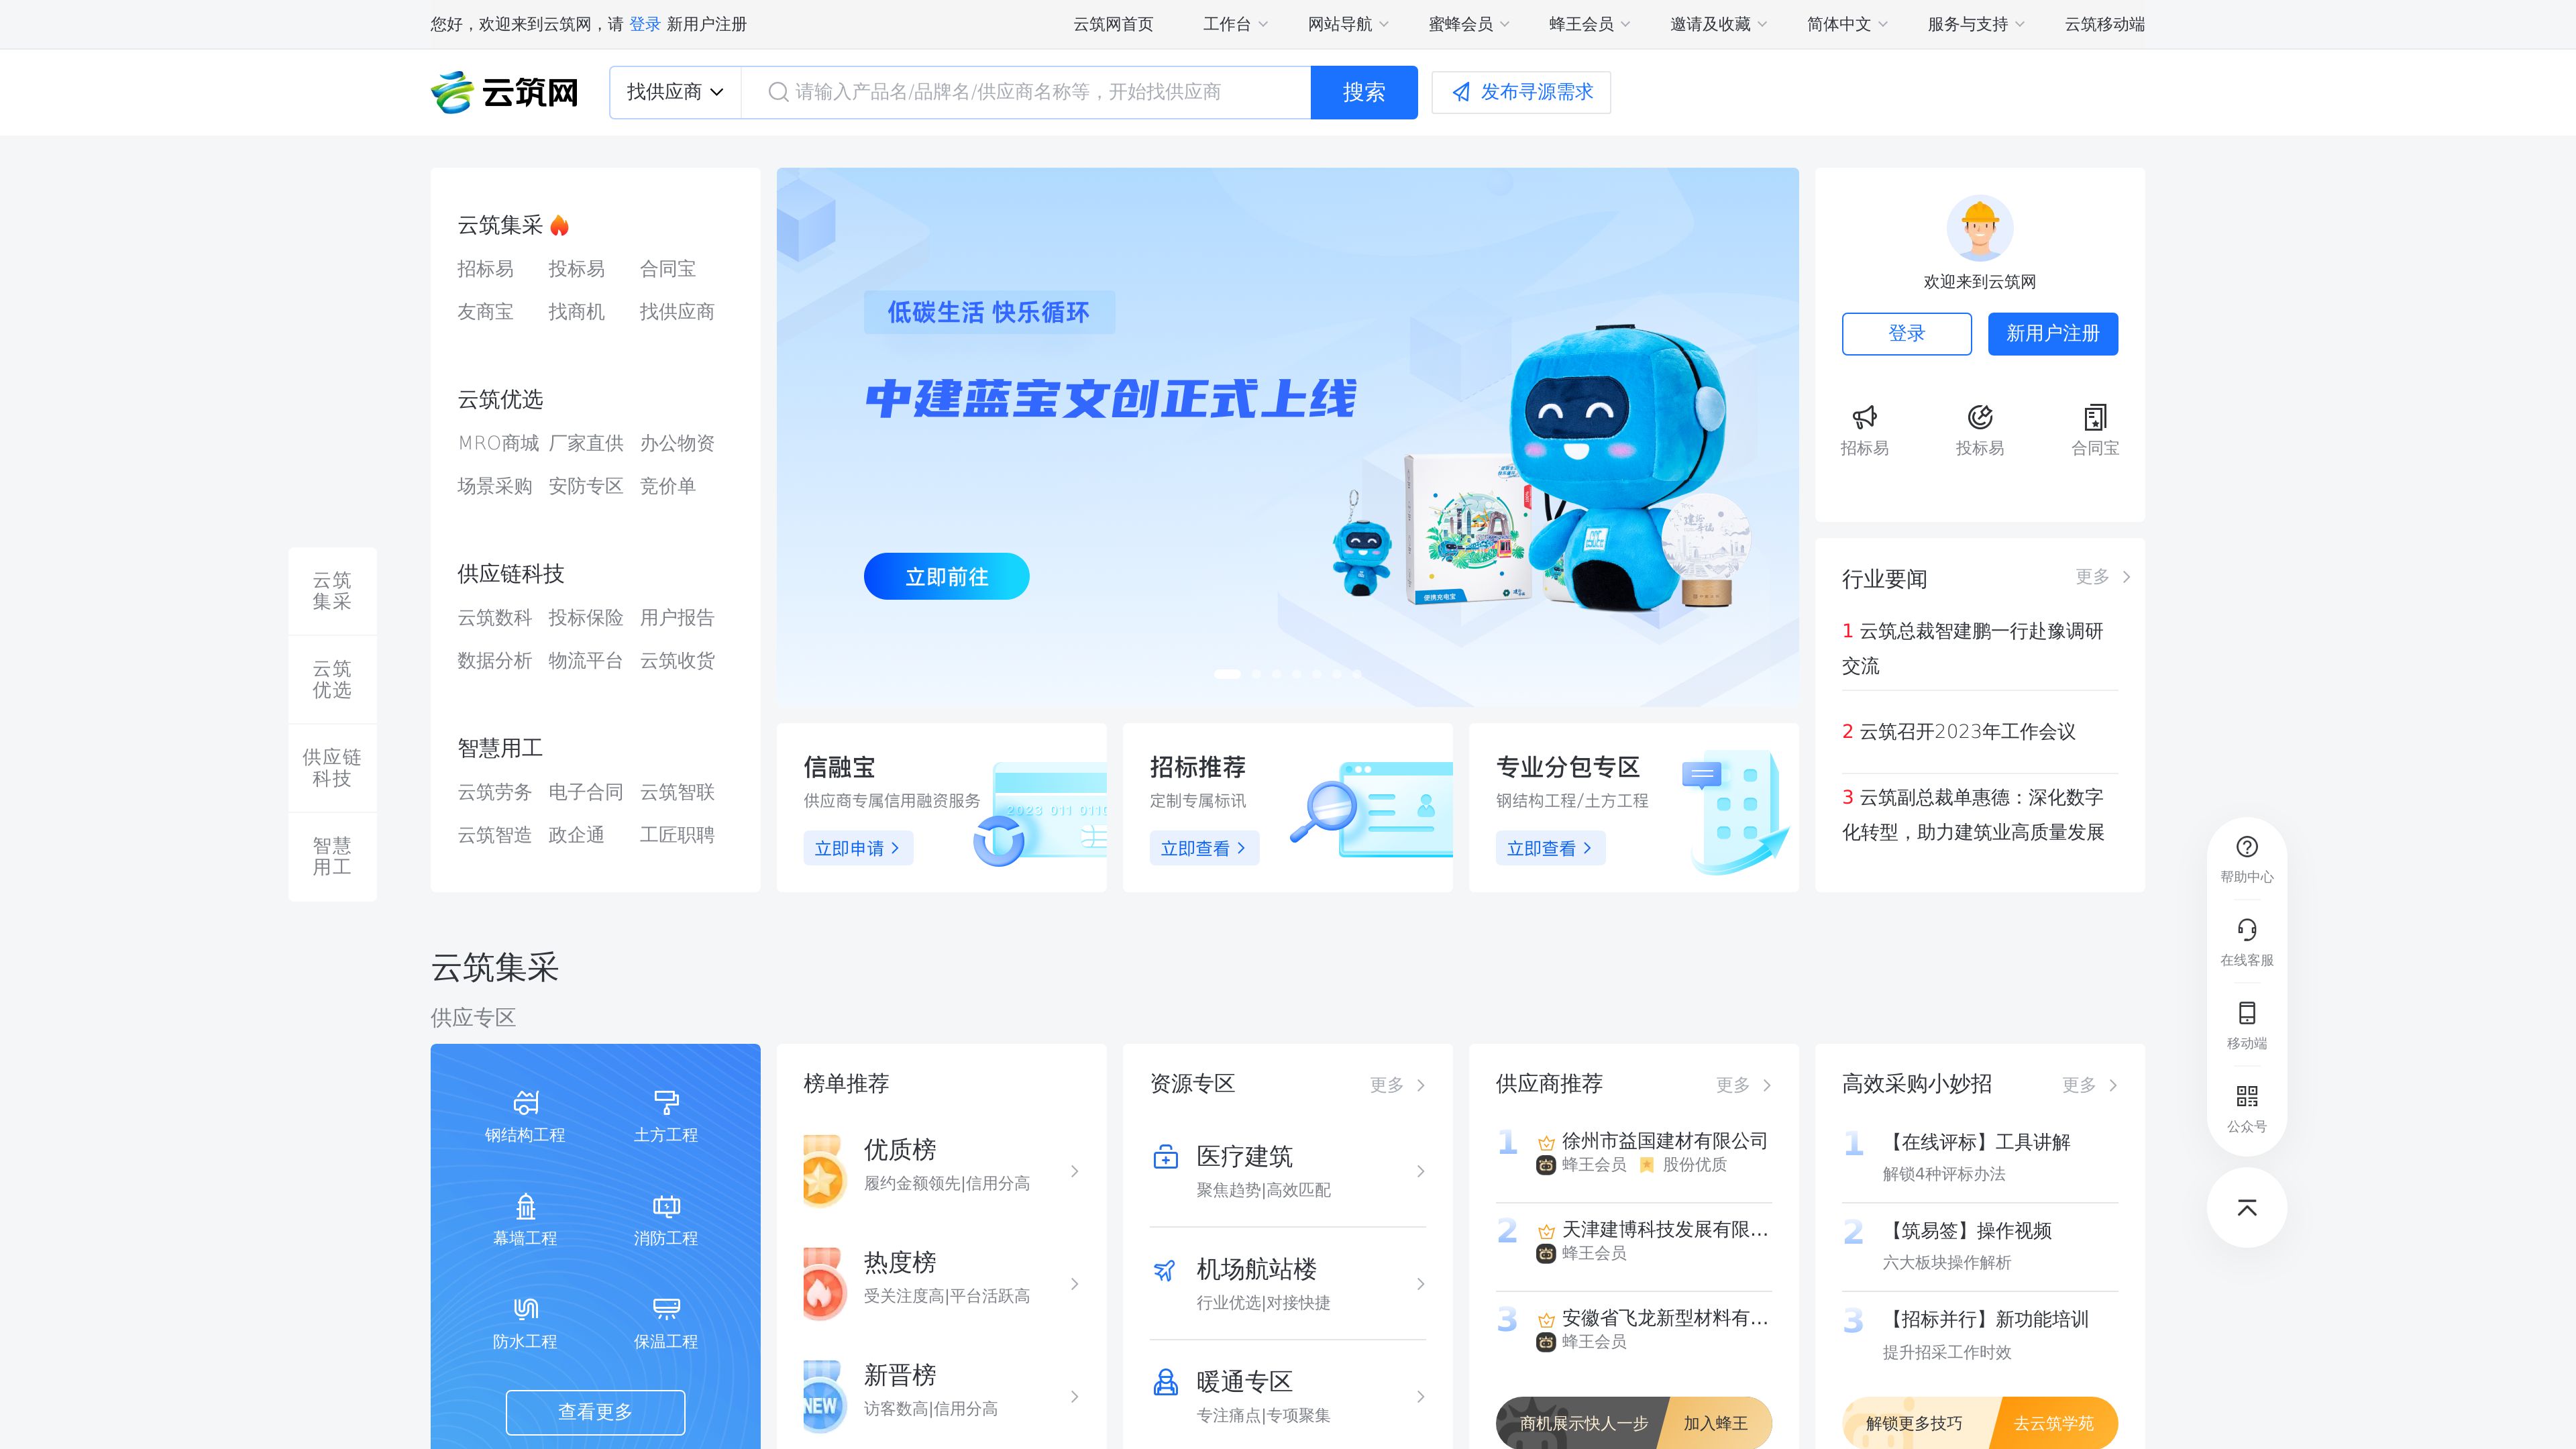 您好，欢迎来到云筑网，请 登录 新用户注册
云筑网首页 工作台 网站导航 蜜蜂会员 蜂王会员 邀请及收藏 简体中文 服务与支持 云筑移动端
云筑网
找供应商 请输入产品名/品牌名/供应商名称等，开始找供应商 搜索 发布寻源需求
云筑集采
招标易 投标易 合同宝
友商宝 找商机 找供应商
云筑优选
MRO商城 厂家直供 办公物资
场景采购 安防专区 竞价单
供应链科技
云筑数科 投标保险 用户报告
数据分析 物流平台 云筑收货
智慧用工
云筑劳务 电子合同 云筑智联
云筑智造 政企通 工匠职聘
云筑
集采
云筑
优选
供应链
科技
智慧
用工
低碳生活 快乐循环
中建蓝宝文创正式上线
立即前往
便携充电宝
信融宝
供应商专属信用融资服务
立即申请
2023 011 0110
招标推荐
定制专属标讯
立即查看
专业分包专区
钢结构工程/土方工程
立即查看
欢迎来到云筑网
登录 新用户注册
招标易 投标易 合同宝
行业要闻 更多
1 云筑总裁智建鹏一行赴豫调研
交流
2 云筑召开2023年工作会议
3 云筑副总裁单惠德：深化数字
化转型，助力建筑业高质量发展
帮助中心
在线客服
移动端
公众号
云筑集采
供应专区
钢结构工程 土方工程
幕墙工程 消防工程
防水工程 保温工程
查看更多
榜单推荐
优质榜
履约金额领先|信用分高
热度榜
受关注度高|平台活跃高
NEW
新晋榜
访客数高|信用分高
资源专区 更多
医疗建筑
聚焦趋势|高效匹配
机场航站楼
行业优选|对接快捷
暖通专区
专注痛点|专项聚集
供应商推荐 更多
1 徐州市益国建材有限公司
蜂王会员 股份优质
2 天津建博科技发展有限...
蜂王会员
3 安徽省飞龙新型材料有...
蜂王会员
商机展示快人一步 加入蜂王
高效采购小妙招 更多
1 【在线评标】工具讲解
解锁4种评标办法
2 【筑易签】操作视频
六大板块操作解析
3 【招标并行】新功能培训
提升招采工作时效
解锁更多技巧 去云筑学苑